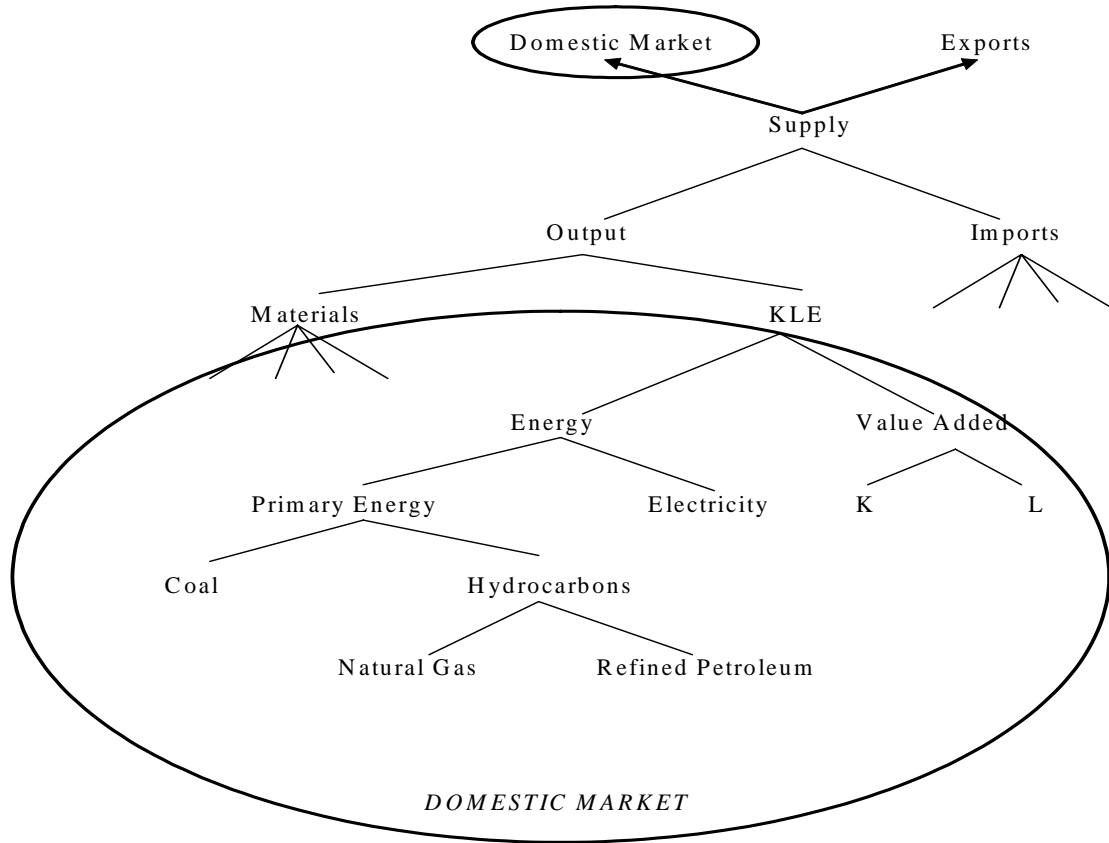 Domestic Market Exports
Supply
Output Imports
Materials KLE
Energy Value Added
Primary Energy Electricity K L
Coal Hydrocarbons
Natural Gas Refined Petroleum
DOMESTIC MARKET